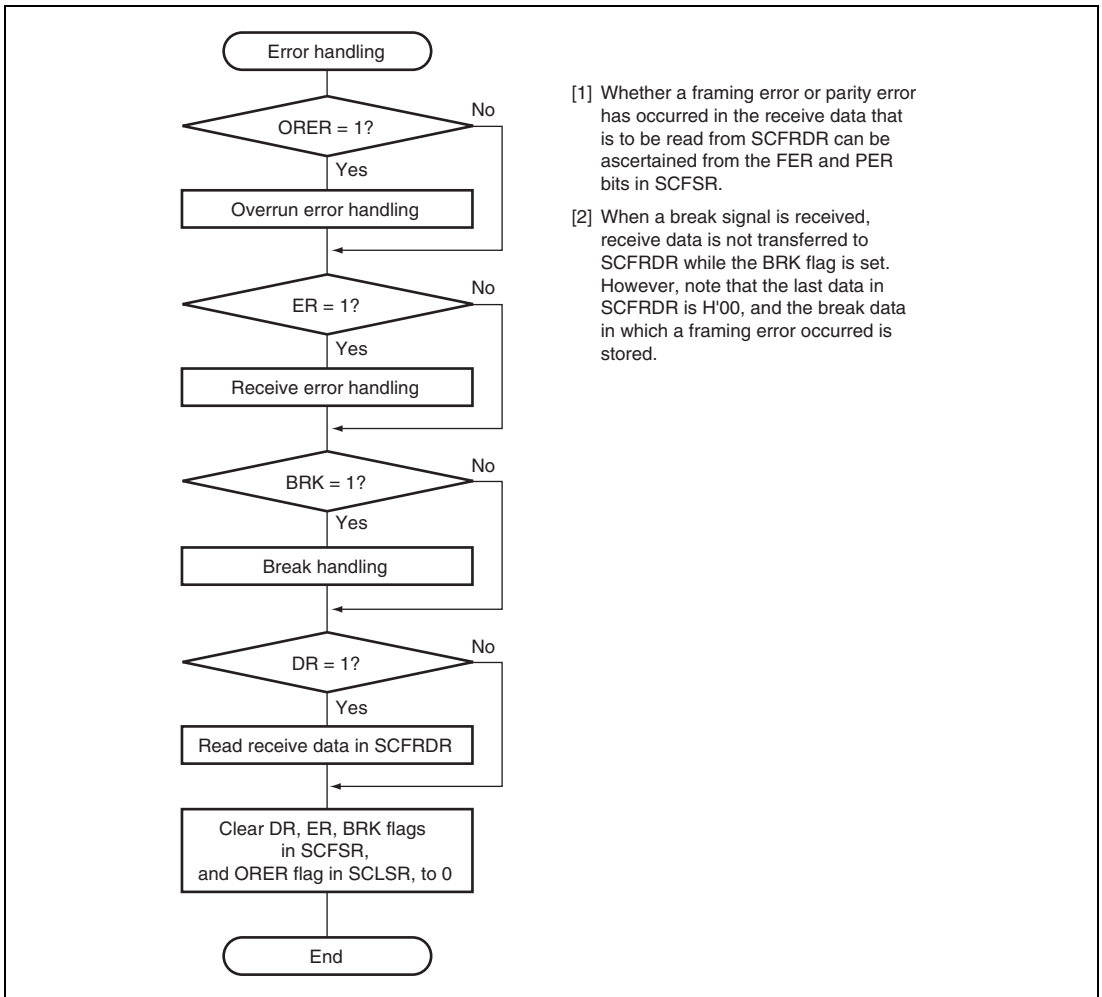 Error handling
ORER = 1?
No
Yes
Overrun error handling
ER = 1?
No
Yes
Receive error handling
BRK = 1?
No
Yes
Break handling
DR = 1?
No
Yes
Read receive data in SCFRDR
Clear DR, ER, BRK flags
in SCFSR,
and ORER flag in SCLSR, to 0
End
[1] Whether a framing error or parity error
has occurred in the receive data that
is to be read from SCFRDR can be
ascertained from the FER and PER
bits in SCFSR.
[2] When a break signal is received,
receive data is not transferred to
SCFRDR while the BRK flag is set.
However, note that the last data in
SCFRDR is H'00, and the break data
in which a framing error occurred is
stored.